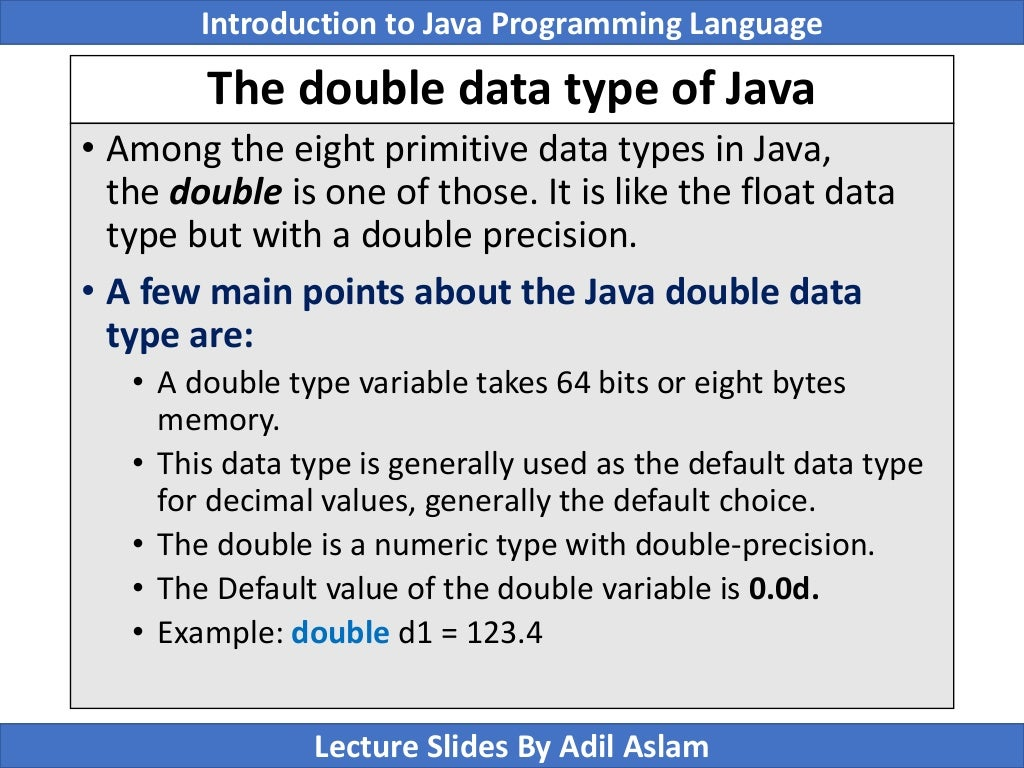 Introduction to Java Programming Language
The double data type of Java
• Among the eight primitive data types in Java,
the double is one of those. It is like the float data
type but with a double precision.
• A few main points about the Java double data
type are:
• A double type variable takes 64 bits or eight bytes
memory.
• This data type is generally used as the default data type
for decimal values, generally the default choice.
• The double is a numeric type with double-precision.
• The Default value of the double variable is 0.0d.
• Example: double d1 = 123.4
Lecture Slides By Adil Aslam